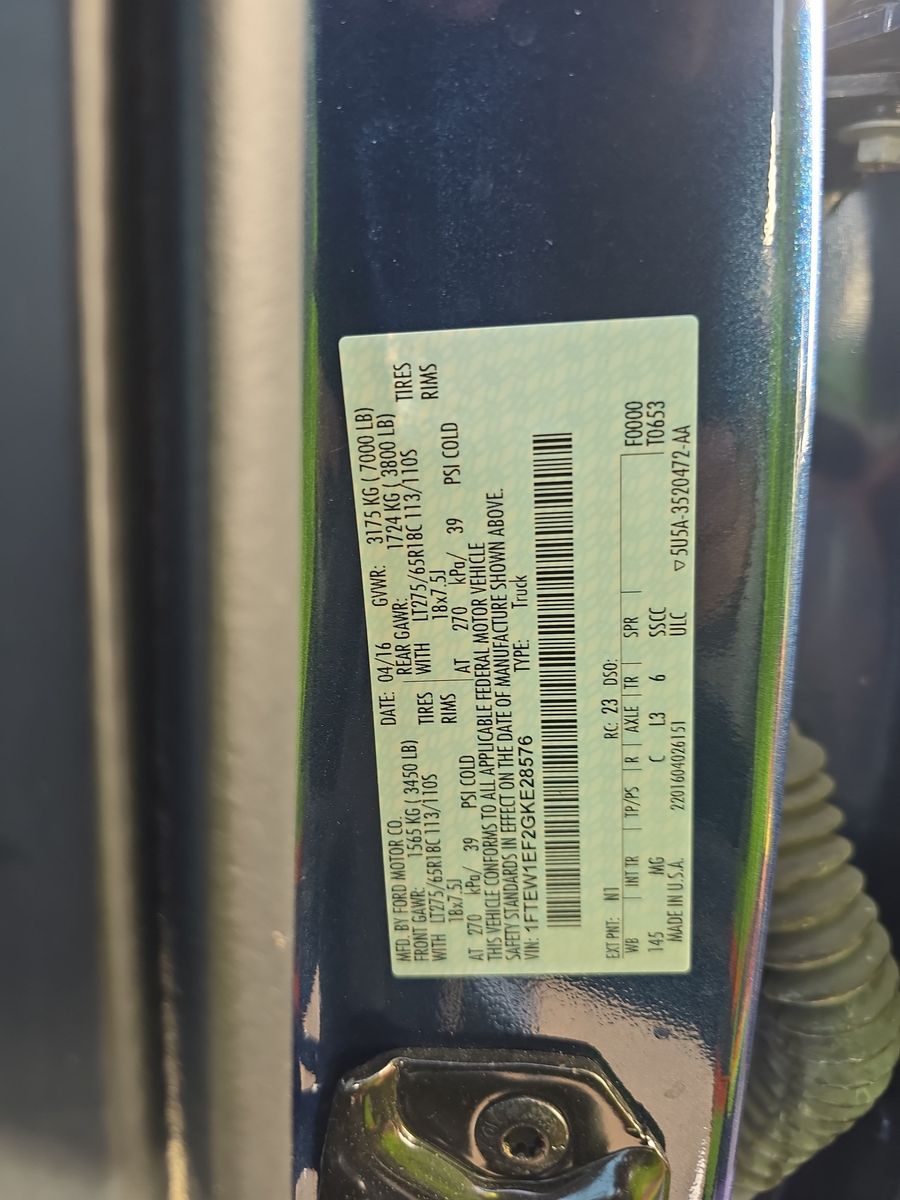 MFD. BY FORD MOTOR CO. DATE: 04/16 GVWR: 3175 KG ( 7000 LB)
FRONT GAWR: 1565 KG ( 3450 LB) REAR GAWR: 1724 KG ( 3800 LB)
WITH LT275/65R18C 113/110S TIRES WITH LT275/65R18C 113/110S TIRES
18x7.5J RIMS 18x7.5J RIMS
AT 270 kPa/ 39 PSI COLD AT 270 kPa/ 39 PSI COLD
THIS VEHICLE CONFORMS TO ALL APPLICABLE FEDERAL MOTOR VEHICLE
SAFETY STANDARDS IN EFFECT ON THE DATE OF MANUFACTURE SHOWN ABOVE.
VIN: 1FTEW1EF2GKE28576 TYPE: Truck
EXT PNT: N1 RC: 23 DSO: F0000
WB INT TR TP/PS R AXLE TR SPR T0653
145 MG C L3 6 SSCC
MADE IN U.S.A. 2201604026151 UILC ▽5U5A-3520472-AA